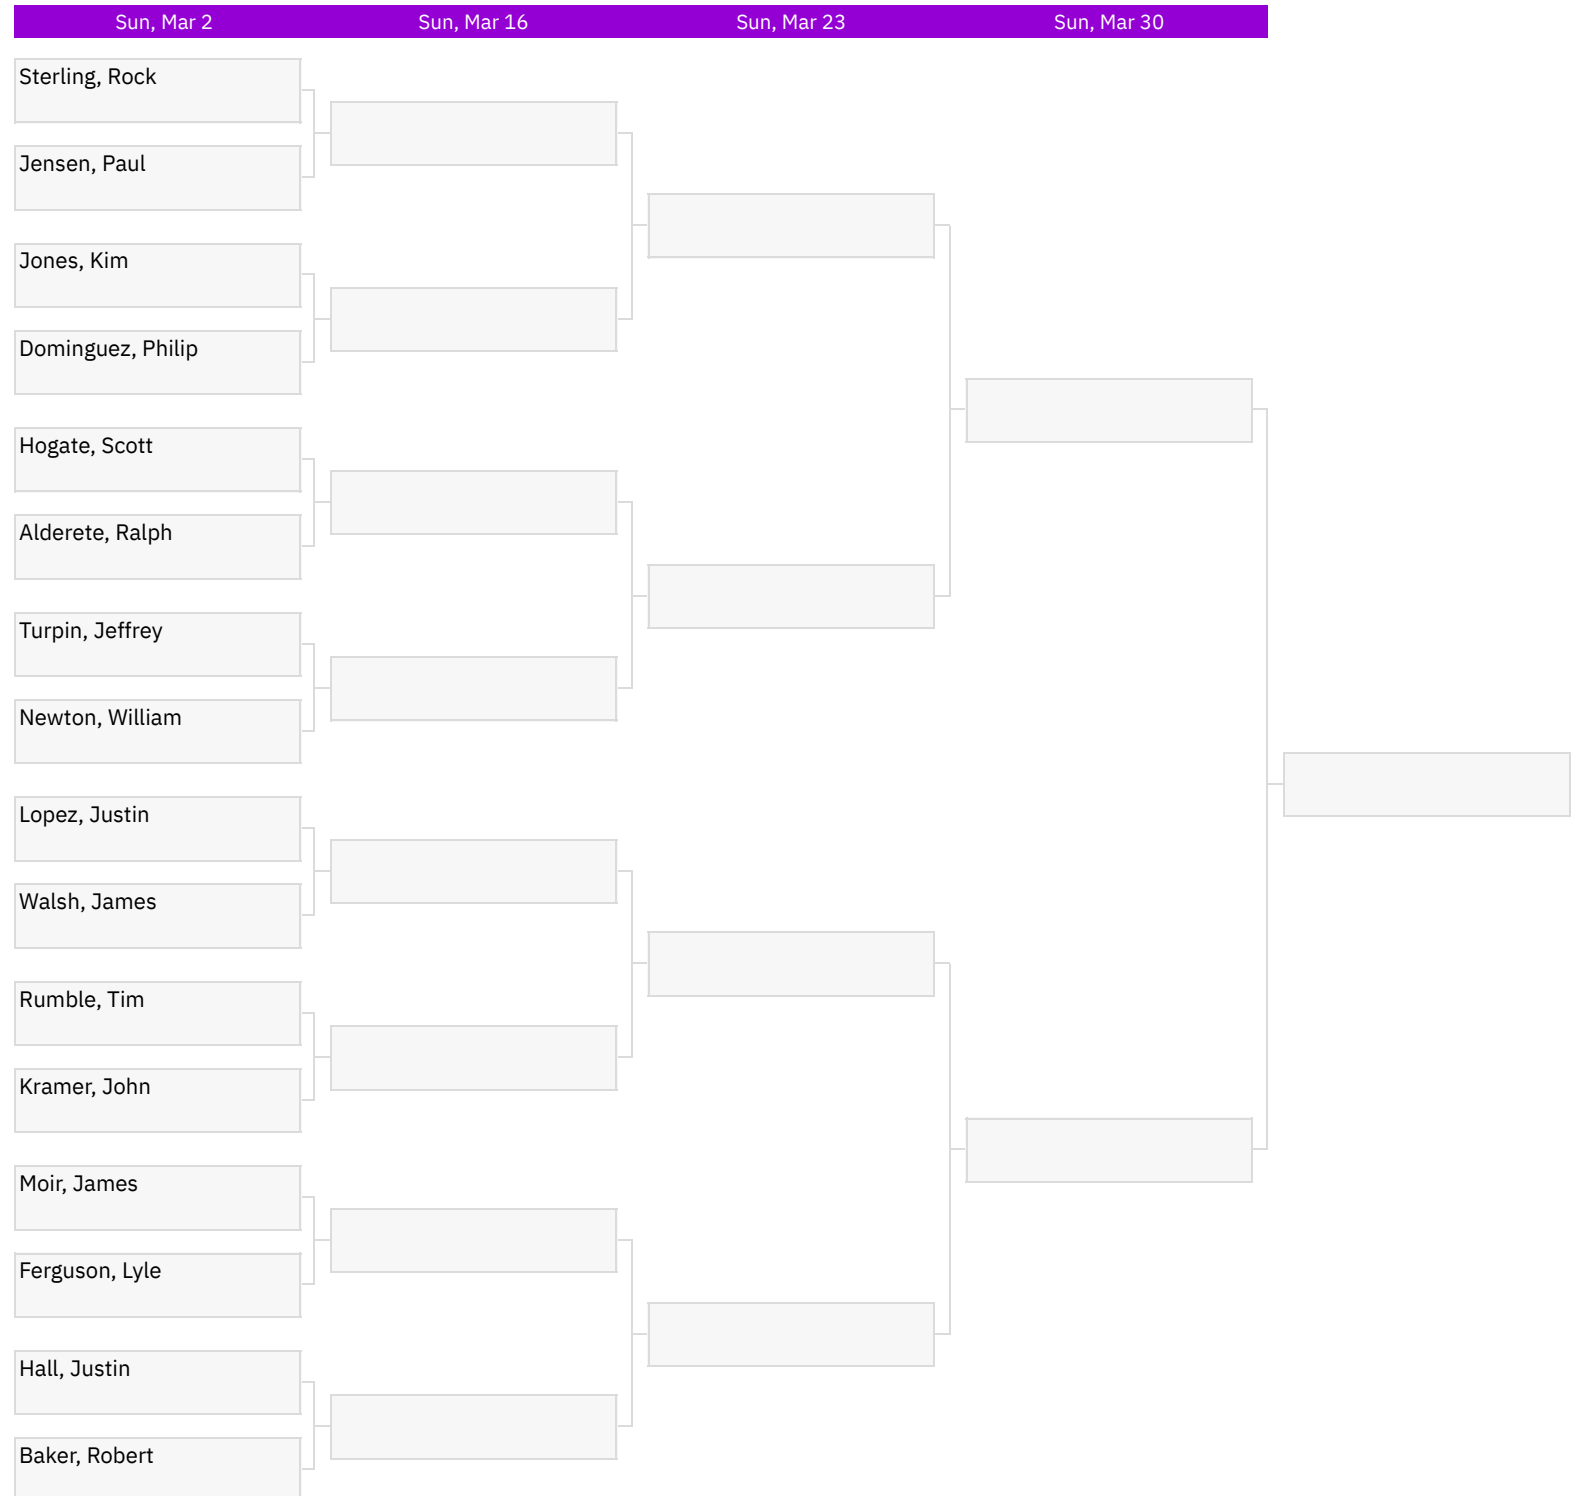 Sun, Mar 2
Sun, Mar 16
Sun, Mar 23
Sun, Mar 30
Sterling, Rock
Jensen, Paul
Jones, Kim
Dominguez, Philip
Hogate, Scott
Alderete, Ralph
Turpin, Jeffrey
Newton, William
Lopez, Justin
Walsh, James
Rumble, Tim
Kramer, John
Moir, James
Ferguson, Lyle
Hall, Justin
Baker, Robert